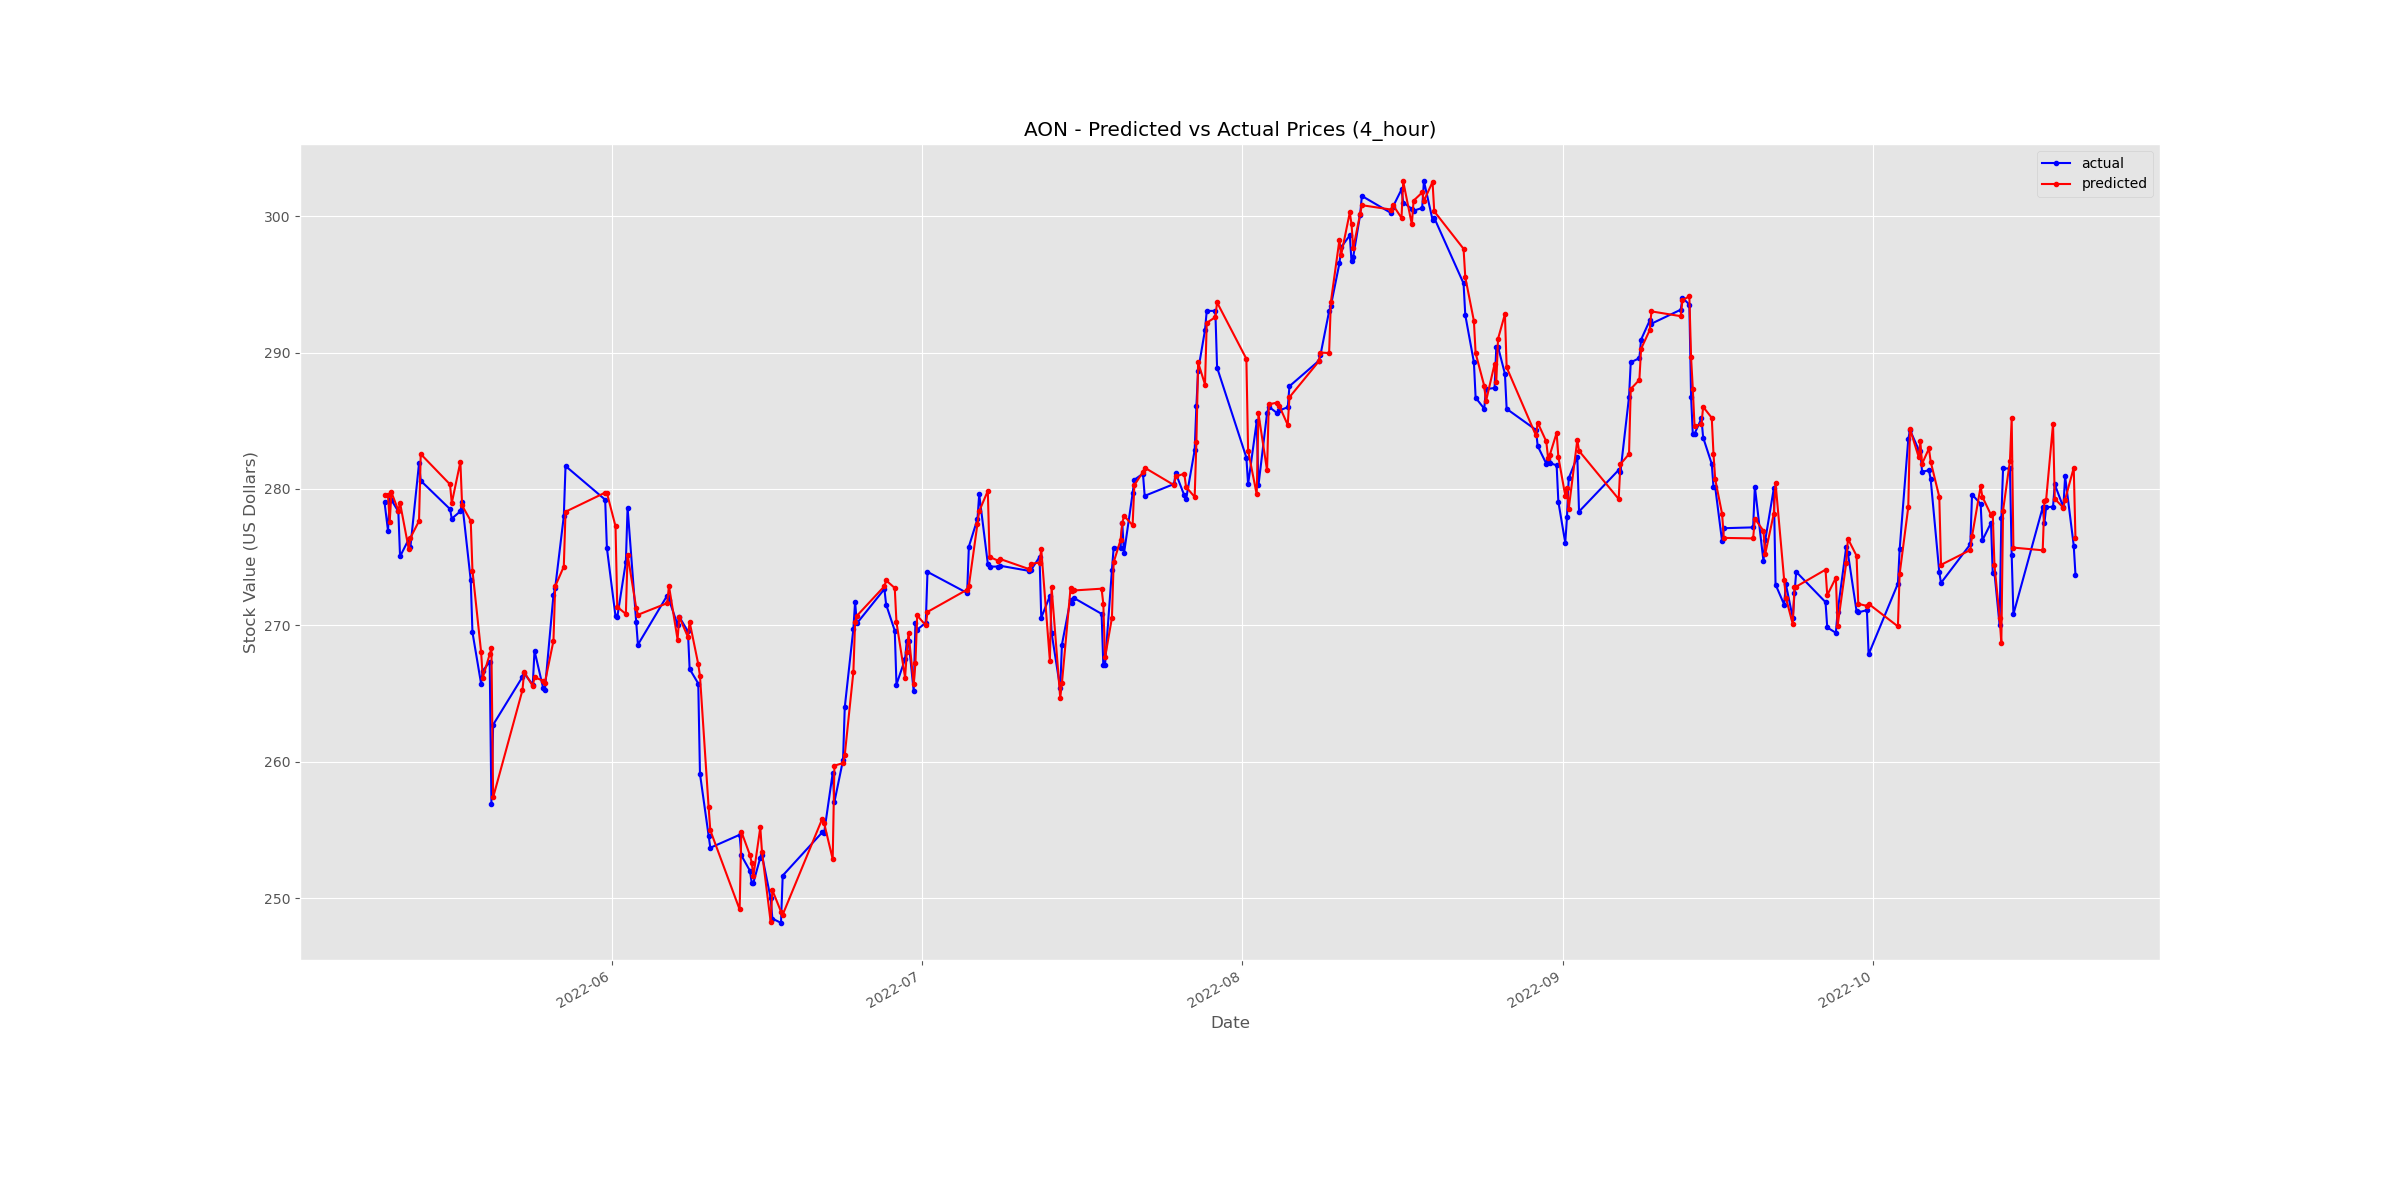 AON - Predicted vs Actual Prices (4_hour)
actual
predicted
Stock Value (US Dollars)
300
290
280
270
260
250
2022-06
2022-07
2022-08
2022-09
2022-10
Date